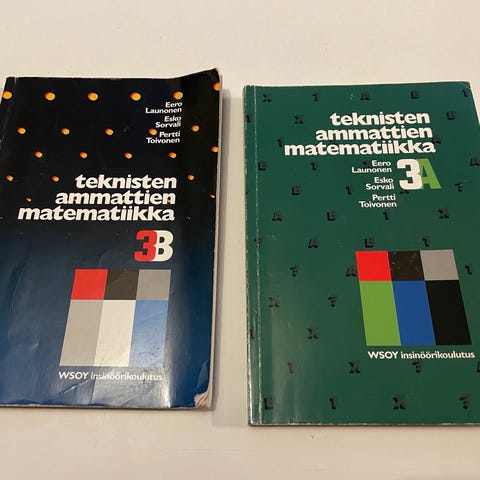 Eero
Launonen
Esko
Sorvali
Pertti
Toivonen
teknisten
ammattien
matematiikka
3B
WSOY insinöörikoulutus
teknisten
ammattien
matematiikka
Eero
Launonen
3A
Esko
Sorvali
Pertti
Toivonen
WSOY insinöörikoulutus